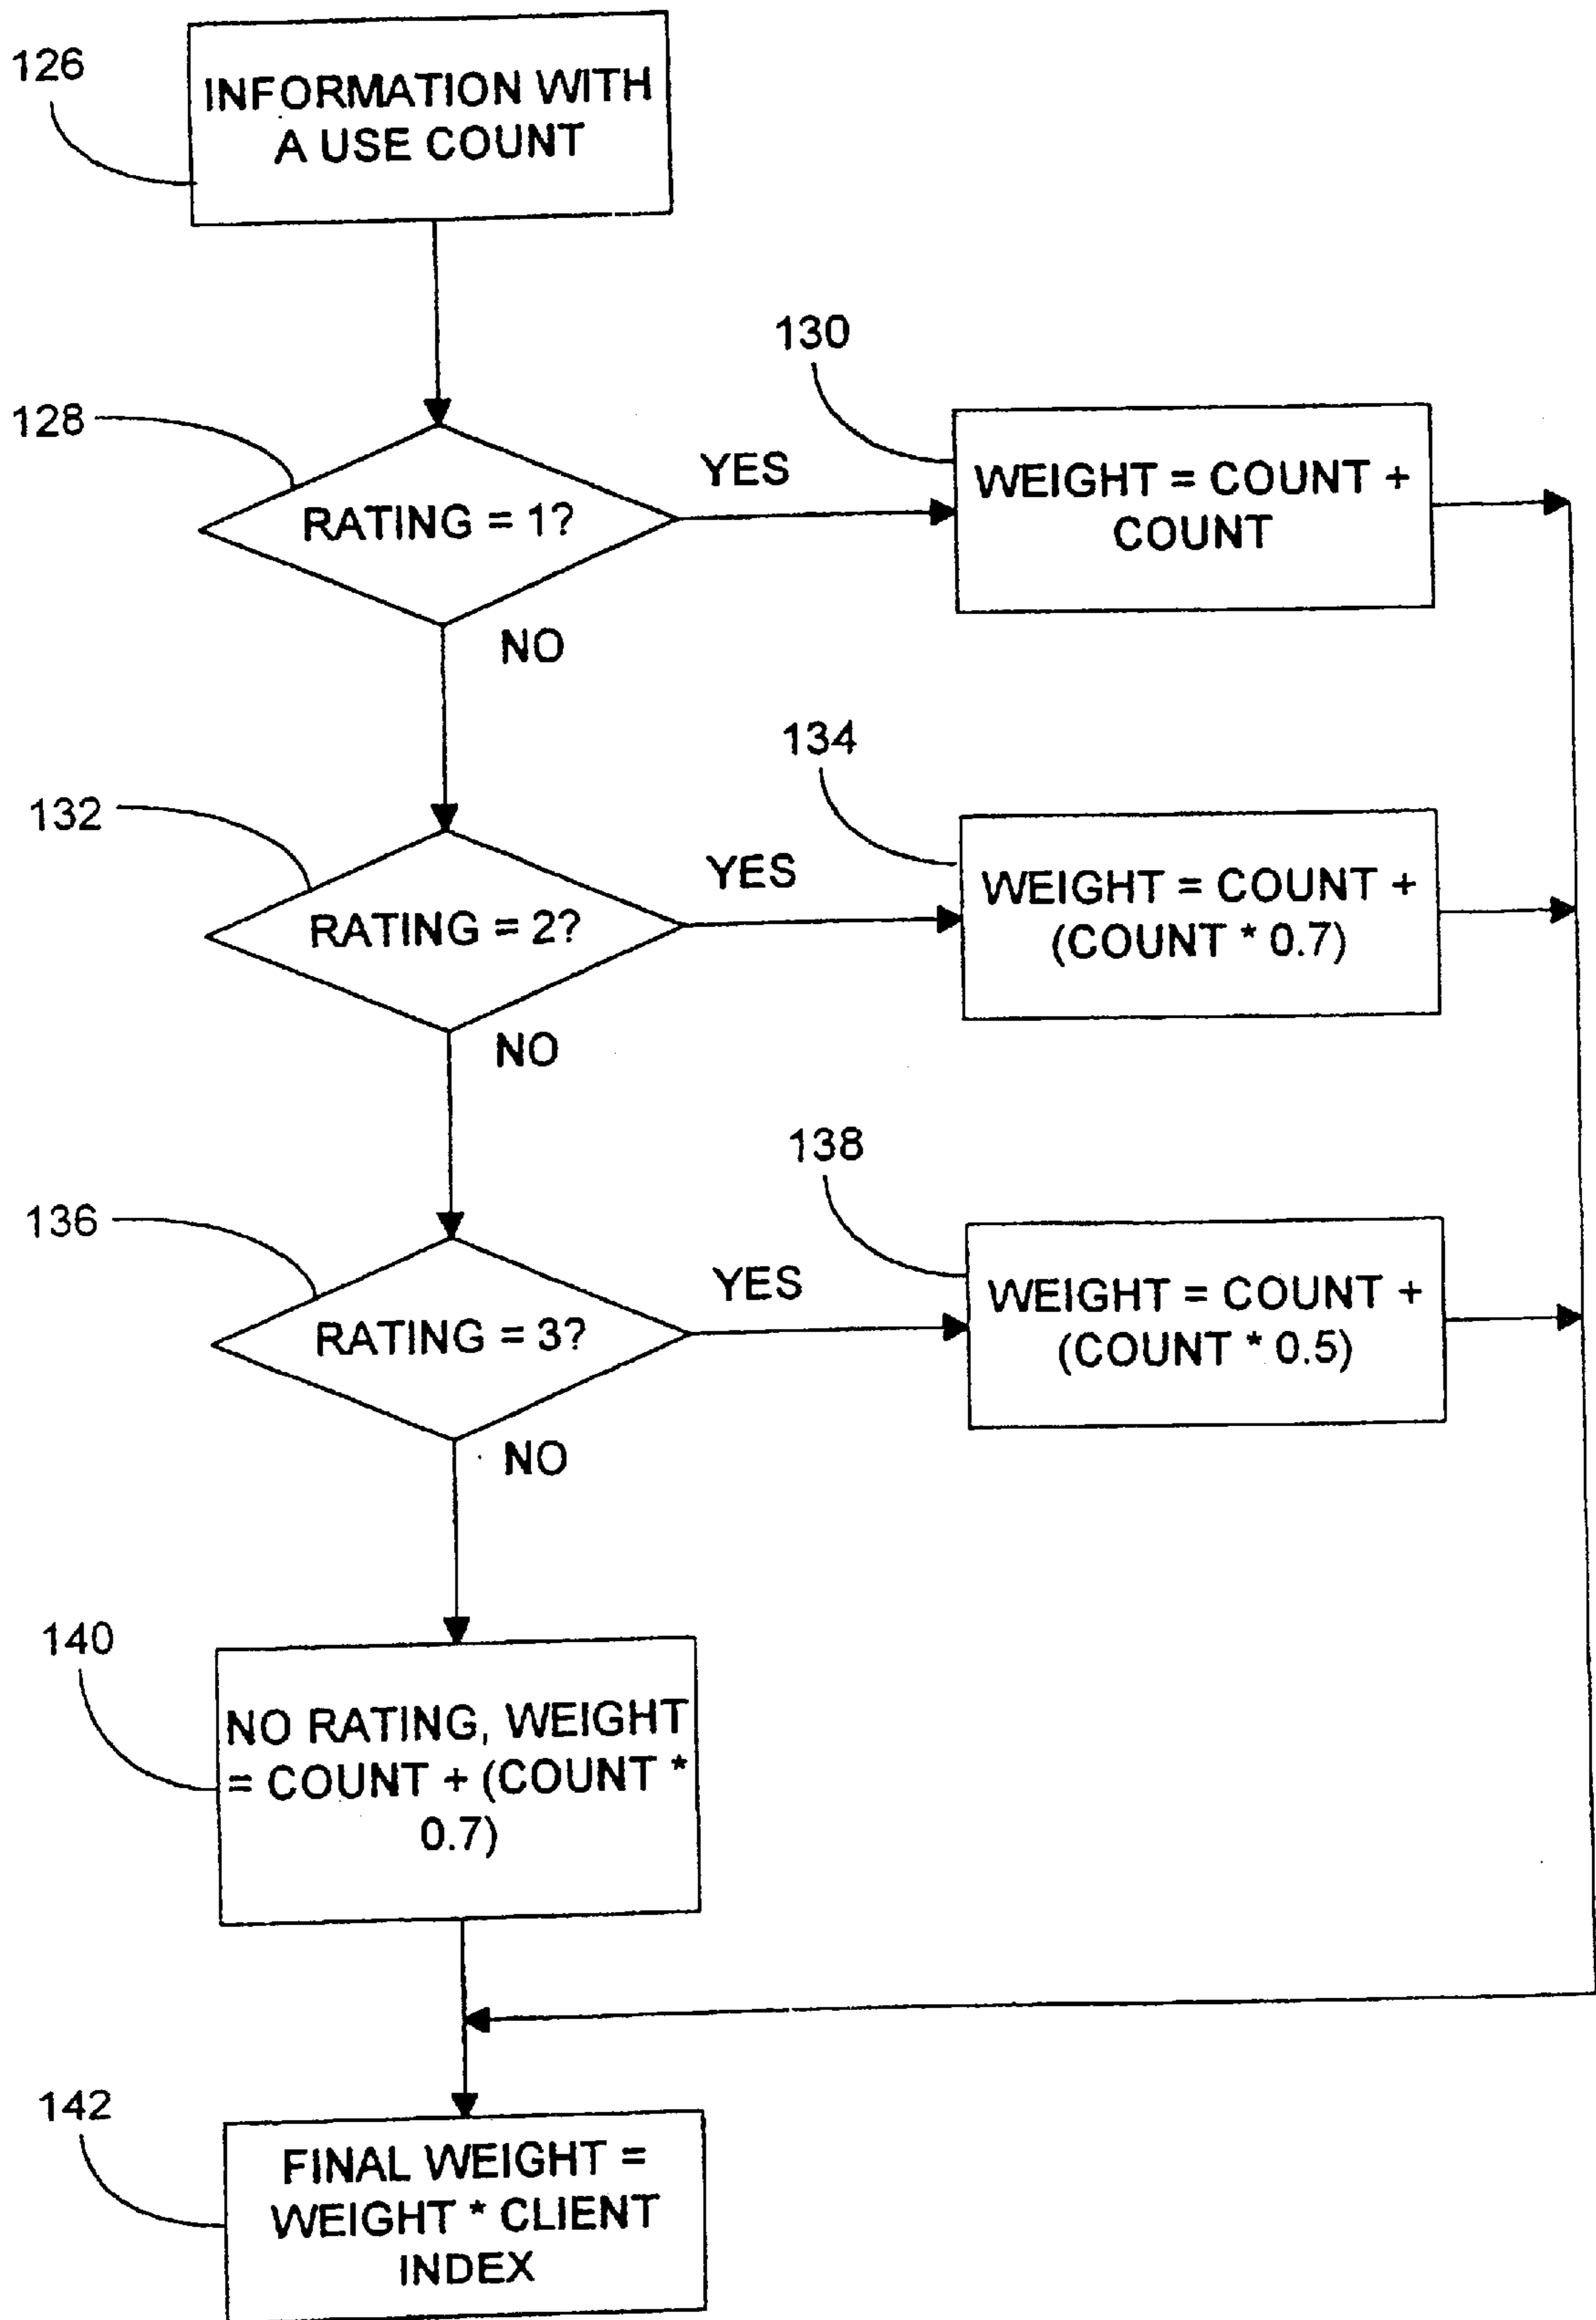 126
INFORMATION WITH
A USE COUNT
128
RATING = 1?
YES
NO
130
WEIGHT = COUNT +
COUNT
132
RATING = 2?
YES
NO
134
WEIGHT = COUNT +
(COUNT * 0.7)
136
RATING = 3?
YES
NO
138
WEIGHT = COUNT +
(COUNT * 0.5)
140
NO RATING, WEIGHT
= COUNT + (COUNT *
0.7)
142
FINAL WEIGHT =
WEIGHT * CLIENT
INDEX